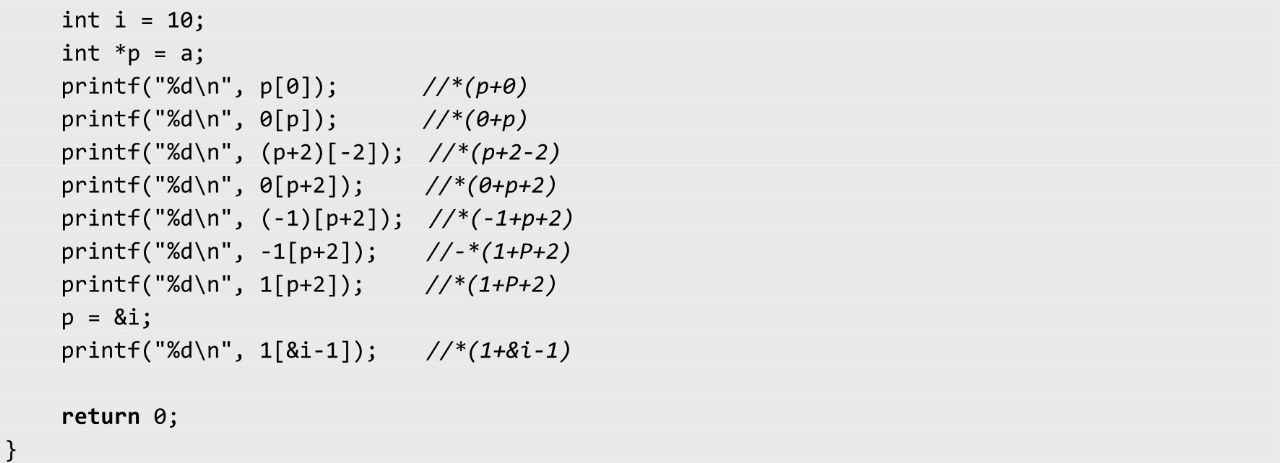 int i = 10;
int *p = a;
printf("%d\n", p[0]); //*(p+0)
printf("%d\n", 0[p]); //*(0+p)
printf("%d\n", (p+2)[-2]); //*(p+2-2)
printf("%d\n", 0[p+2]); //*(0+p+2)
printf("%d\n", (-1)[p+2]); //*(-1+p+2)
printf("%d\n", -1[p+2]); //-*(1+P+2)
printf("%d\n", 1[p+2]); //*(1+P+2)
p = &i;
printf("%d\n", 1[&i-1]); //*(1+&i-1)
return 0;
}